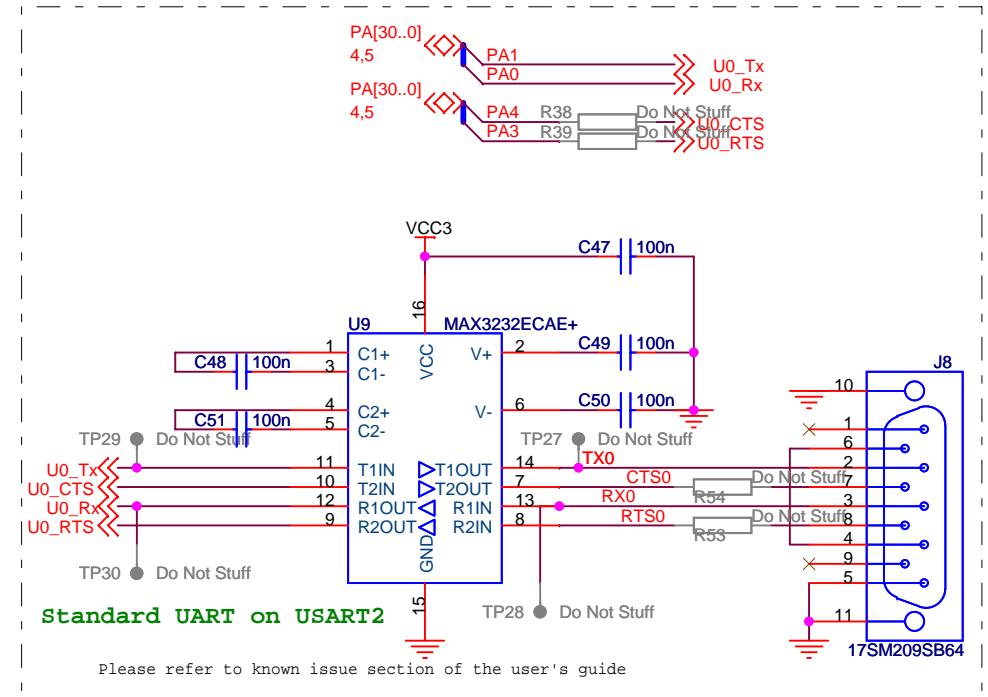 PA[30..0]
4,5
PA1
PA0
U0_Tx
U0_Rx
PA[30..0]
4,5
PA4 R38 Do Not Stuff U0_CTS
PA3 R39 Do Not Stuff U0_RTS
VCC3
C47 100n
16
U9 MAX3232ECAE+
1 C1+ VCC V+ 2 C49 100n
C48 100n
3 C1-
4 C2+ V- 6 C50 100n
C51 100n
5 C2-
TP29 Do Not Stuff
TP27 Do Not Stuff
TX0
U0_Tx 11 T1IN T1OUT 14
U0_CTS 10 T2IN T2OUT 7 CTS0 R54 Do Not Stuff
U0_Rx 12 R1OUT R1IN 13 RX0
U0_RTS 9 R2OUT R2IN 8 RTS0 R53 Do Not Stuff
GND
15
TP30 Do Not Stuff
TP28 Do Not Stuff
J8
10
1
6
2
7
3
8
4
9
5
11
17SM209SB64
Standard UART on USART2
Please refer to known issue section of the user's guide